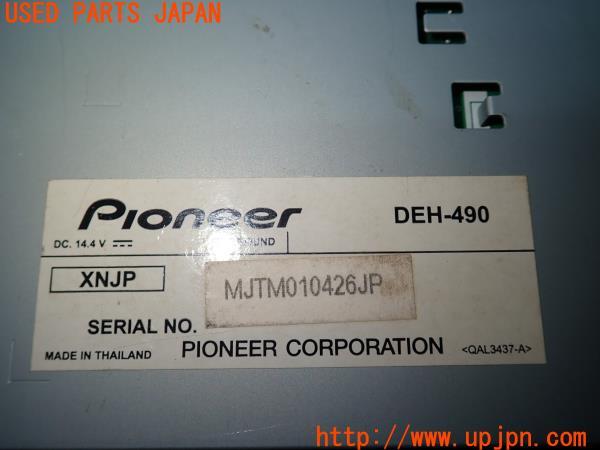 USED PARTS JAPAN
Pioneer DEH-490
DC. 14.4 V
XNJP
MJTM010426JP
SERIAL NO.
MADE IN THAILAND PIONEER CORPORATION <QAL3437-A>
http://www.upjpn.com/